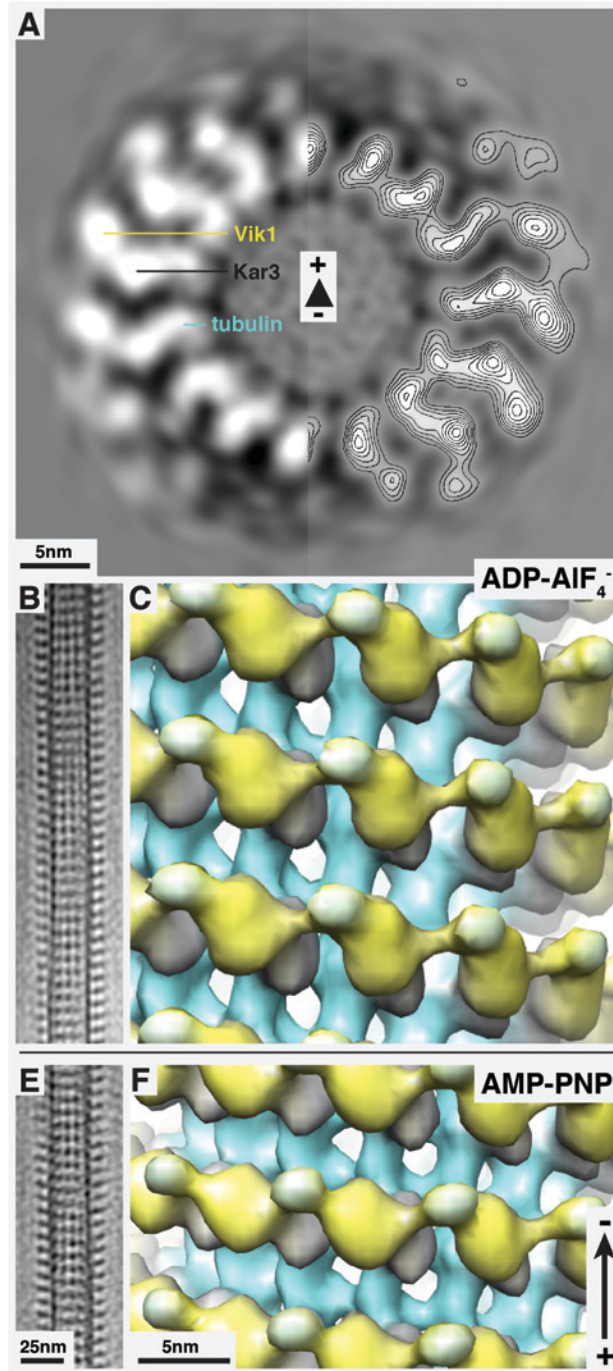 A
Vik1
Kar3
tubulin
+
-
5nm
ADP-AlF4-
B
C
E
F
AMP-PNP
-
+
25nm
5nm